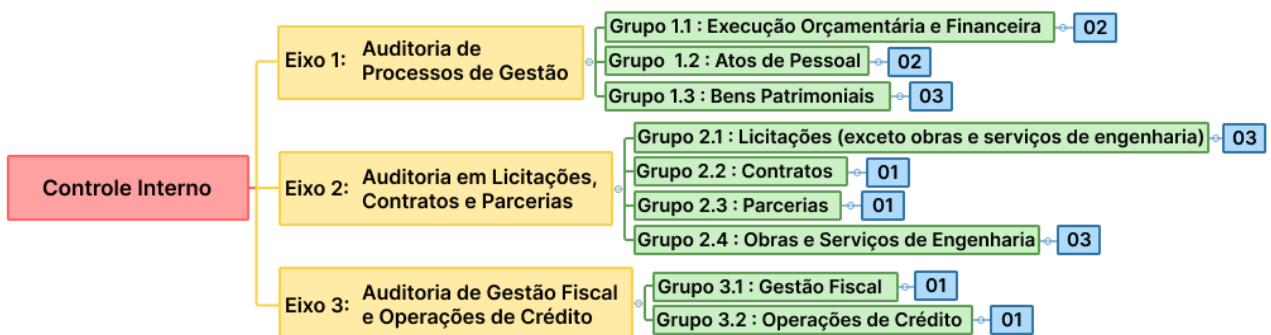 Controle Interno
Eixo 1: Auditoria de
Processos de Gestão
Grupo 1.1 : Execução Orçamentária e Financeira 02
Grupo 1.2 : Atos de Pessoal 02
Grupo 1.3 : Bens Patrimoniais 03
Eixo 2: Auditoria em Licitações,
Contratos e Parcerias
Grupo 2.1 : Licitações (exceto obras e serviços de engenharia) 03
Grupo 2.2 : Contratos 01
Grupo 2.3 : Parcerias 01
Grupo 2.4 : Obras e Serviços de Engenharia 03
Eixo 3: Auditoria de Gestão Fiscal
e Operações de Crédito
Grupo 3.1 : Gestão Fiscal 01
Grupo 3.2 : Operações de Crédito 01